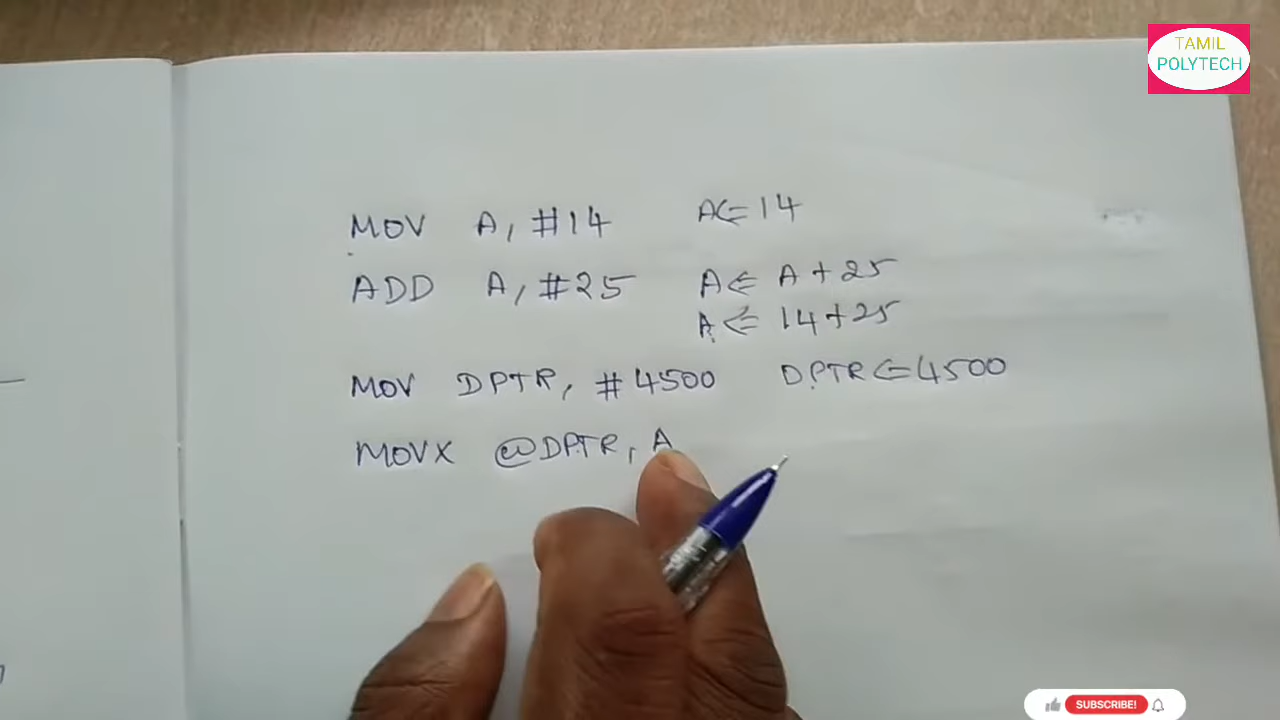 TAMIL
POLYTECH
MOV A, #14 A⇐14
ADD A, #25 A⇐ A+25
A⇐ 14+25
MOV DPTR, #4500 DPTR⇐4500
MOVX @DPTR, A
SUBSCRIBE!